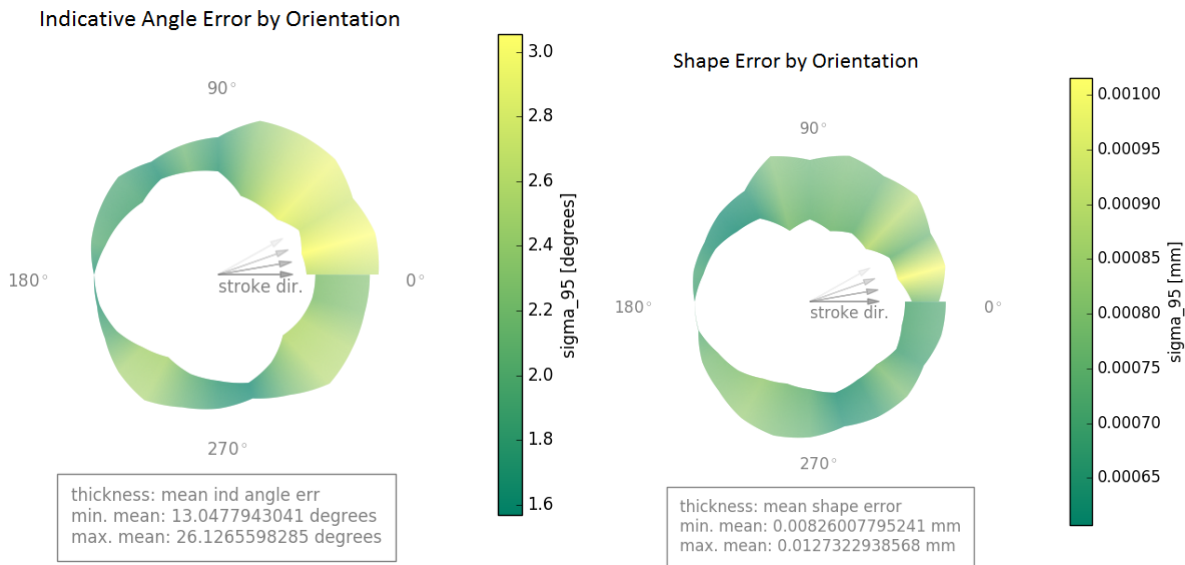 Indicative Angle Error by Orientation
90°
180°
0°
stroke dir.
270°
3.0
2.8
2.6
2.4
2.2
2.0
1.8
1.6
sigma_95 [degrees]
thickness: mean ind angle err
min. mean: 13.0477943041 degrees
max. mean: 26.1265598285 degrees
Shape Error by Orientation
90°
180°
0°
stroke dir.
270°
0.00100
0.00095
0.00090
0.00085
0.00080
0.00075
0.00070
0.00065
sigma_95 [mm]
thickness: mean shape error
min. mean: 0.00826007795241 mm
max. mean: 0.0127322938568 mm